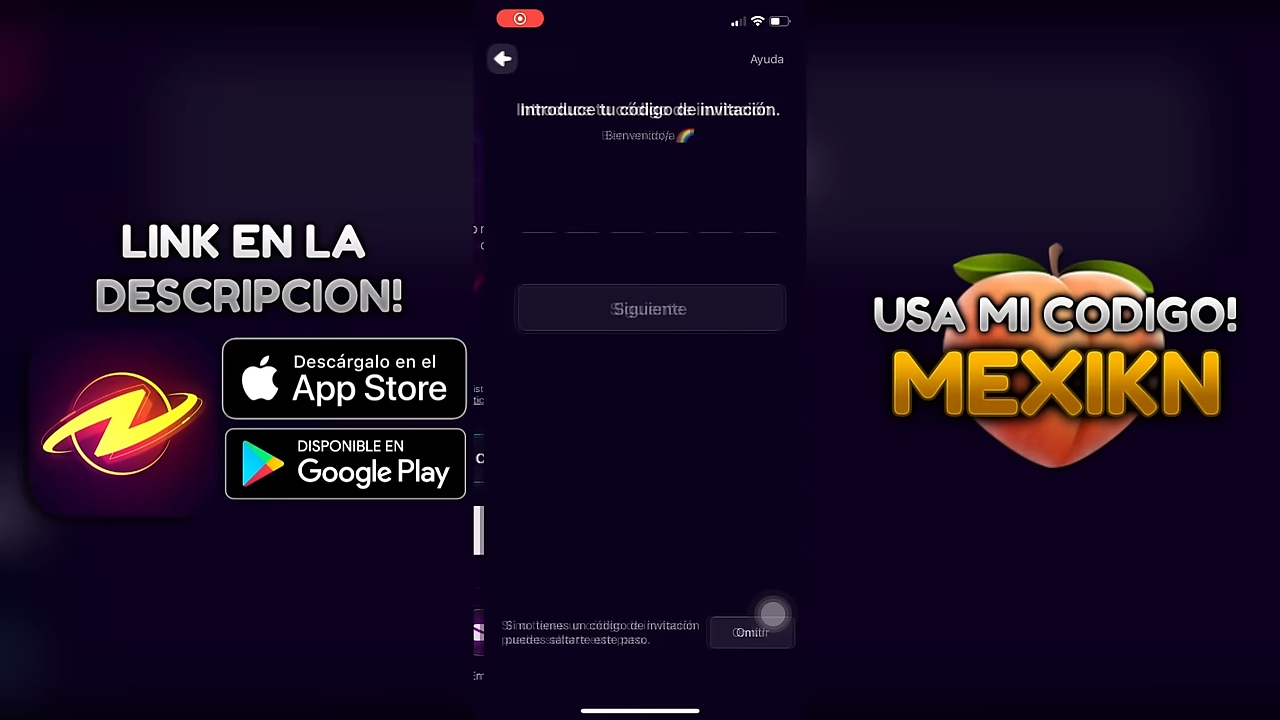 LINK EN LA
DESCRIPCION!
Descárgalo en el
App Store
DISPONIBLE EN
Google Play
Ayuda
Introduce tu código de invitación.
Bienvenido/a
Siguiente
Si no tienes un código de invitación
puedes saltarte este paso.
Omitir
USA MI CODIGO!
MEXIKN